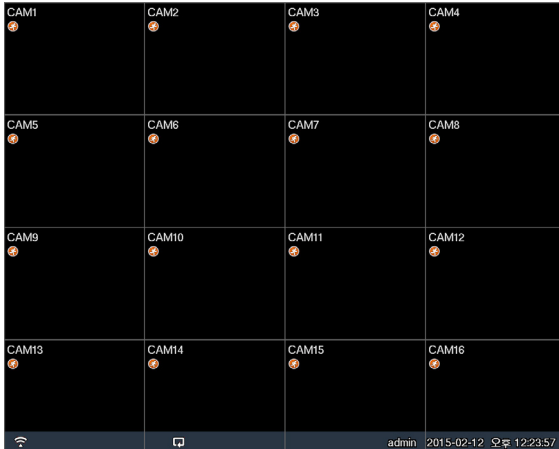 CAM1 CAM2 CAM3 CAM4
CAM5 CAM6 CAM7 CAM8
CAM9 CAM10 CAM11 CAM12
CAM13 CAM14 CAM15 CAM16
admin 2015-02-12 오후 12:23:57